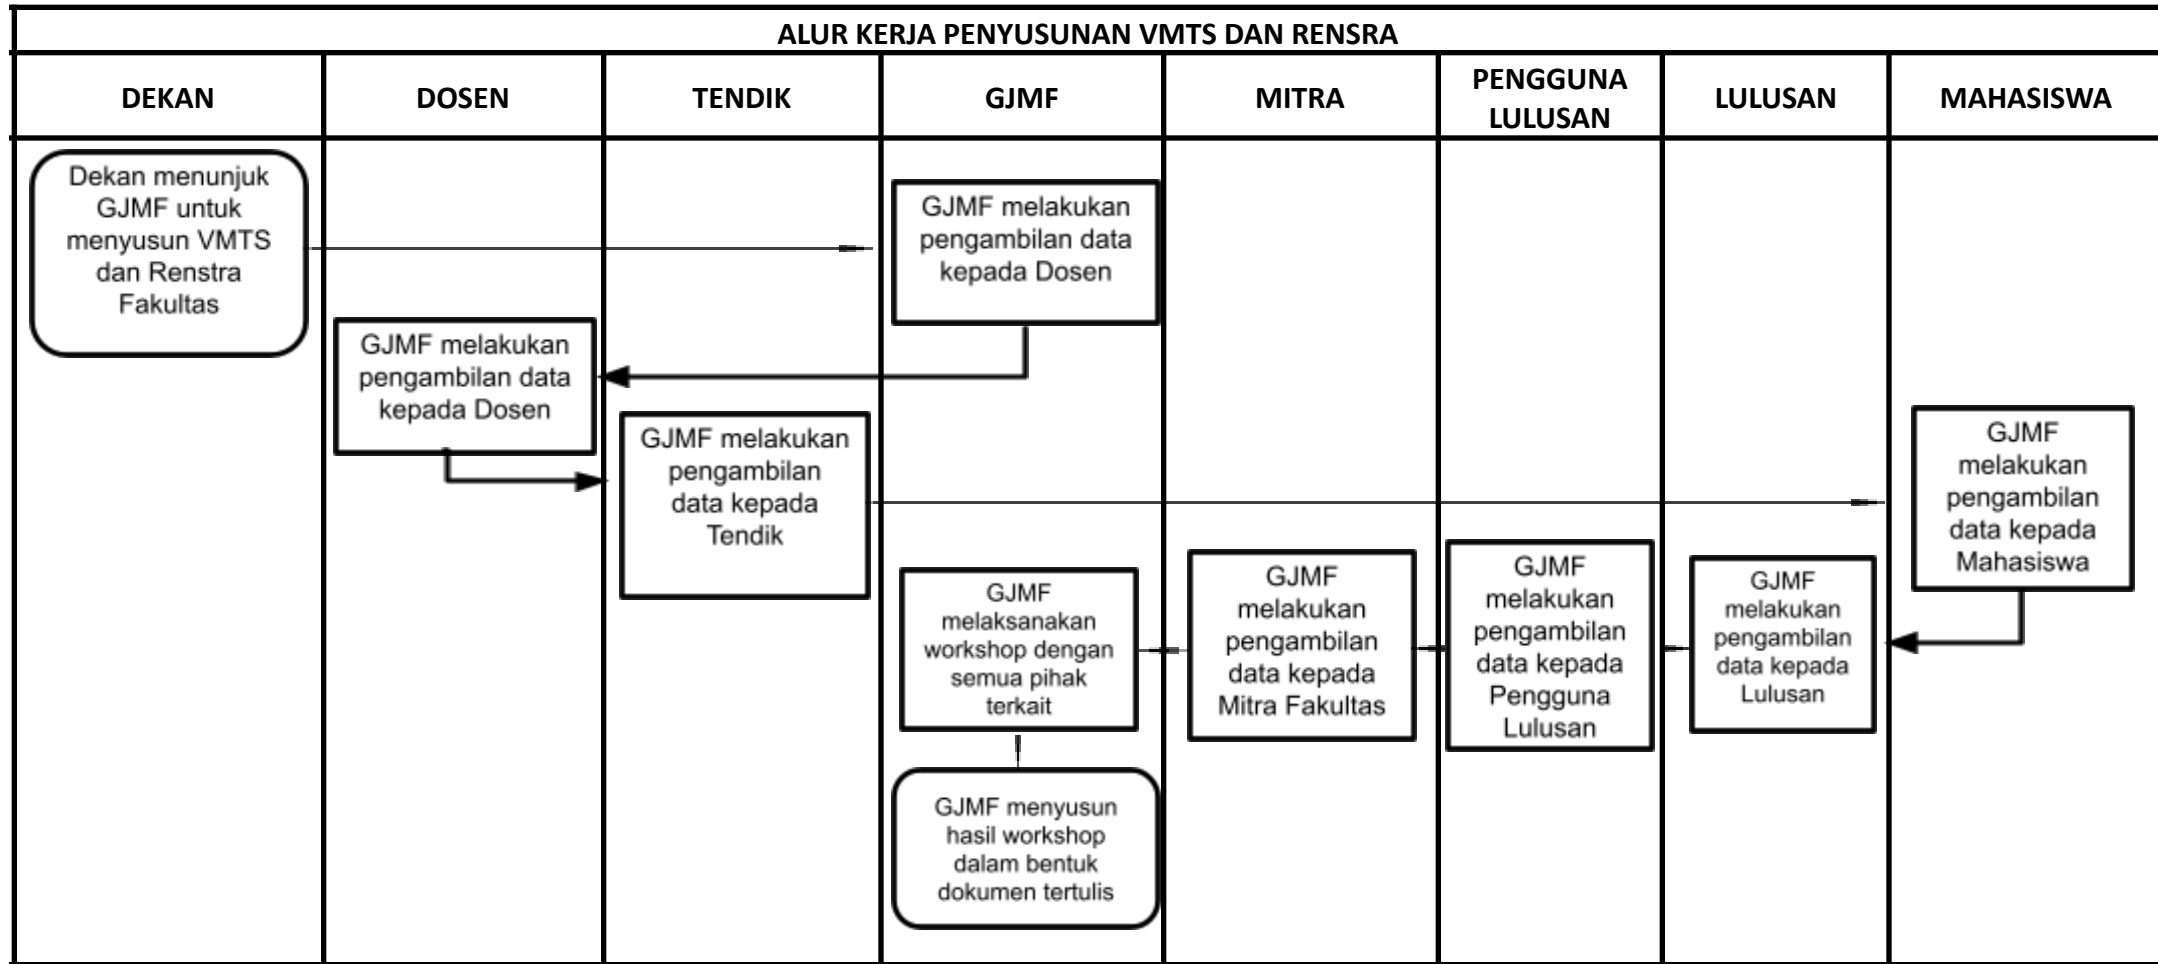 ALUR KERJA PENYUSUNAN VMTS DAN RENSRA
DEKAN
DOSEN
TENDIK
GJMF
MITRA
PENGGUNA
LULUSAN
LULUSAN
MAHASISWA
Dekan menunjuk
GJMF untuk
menyusun VMTS
dan Renstra
Fakultas
GJMF melakukan
pengambilan data
kepada Dosen
GJMF melakukan
pengambilan data
kepada Dosen
GJMF melakukan
pengambilan
data kepada
Tendik
GJMF
melakukan
pengambilan
data kepada
Mahasiswa
GJMF
melakukan
pengambilan
data kepada
Lulusan
GJMF
melakukan
pengambilan
data kepada
Pengguna
Lulusan
GJMF
melakukan
pengambilan
data kepada
Mitra Fakultas
GJMF
melaksanakan
workshop dengan
semua pihak
terkait
GJMF menyusun
hasil workshop
dalam bentuk
dokumen tertulis